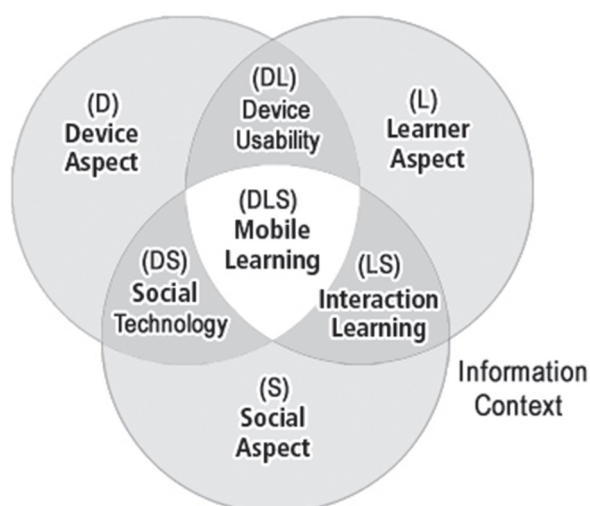 (D)
Device
Aspect
(DL)
Device
Usability
(L)
Learner
Aspect
(DLS)
Mobile
Learning
(DS)
Social
Technology
(LS)
Interaction
Learning
(S)
Social
Aspect
Information
Context